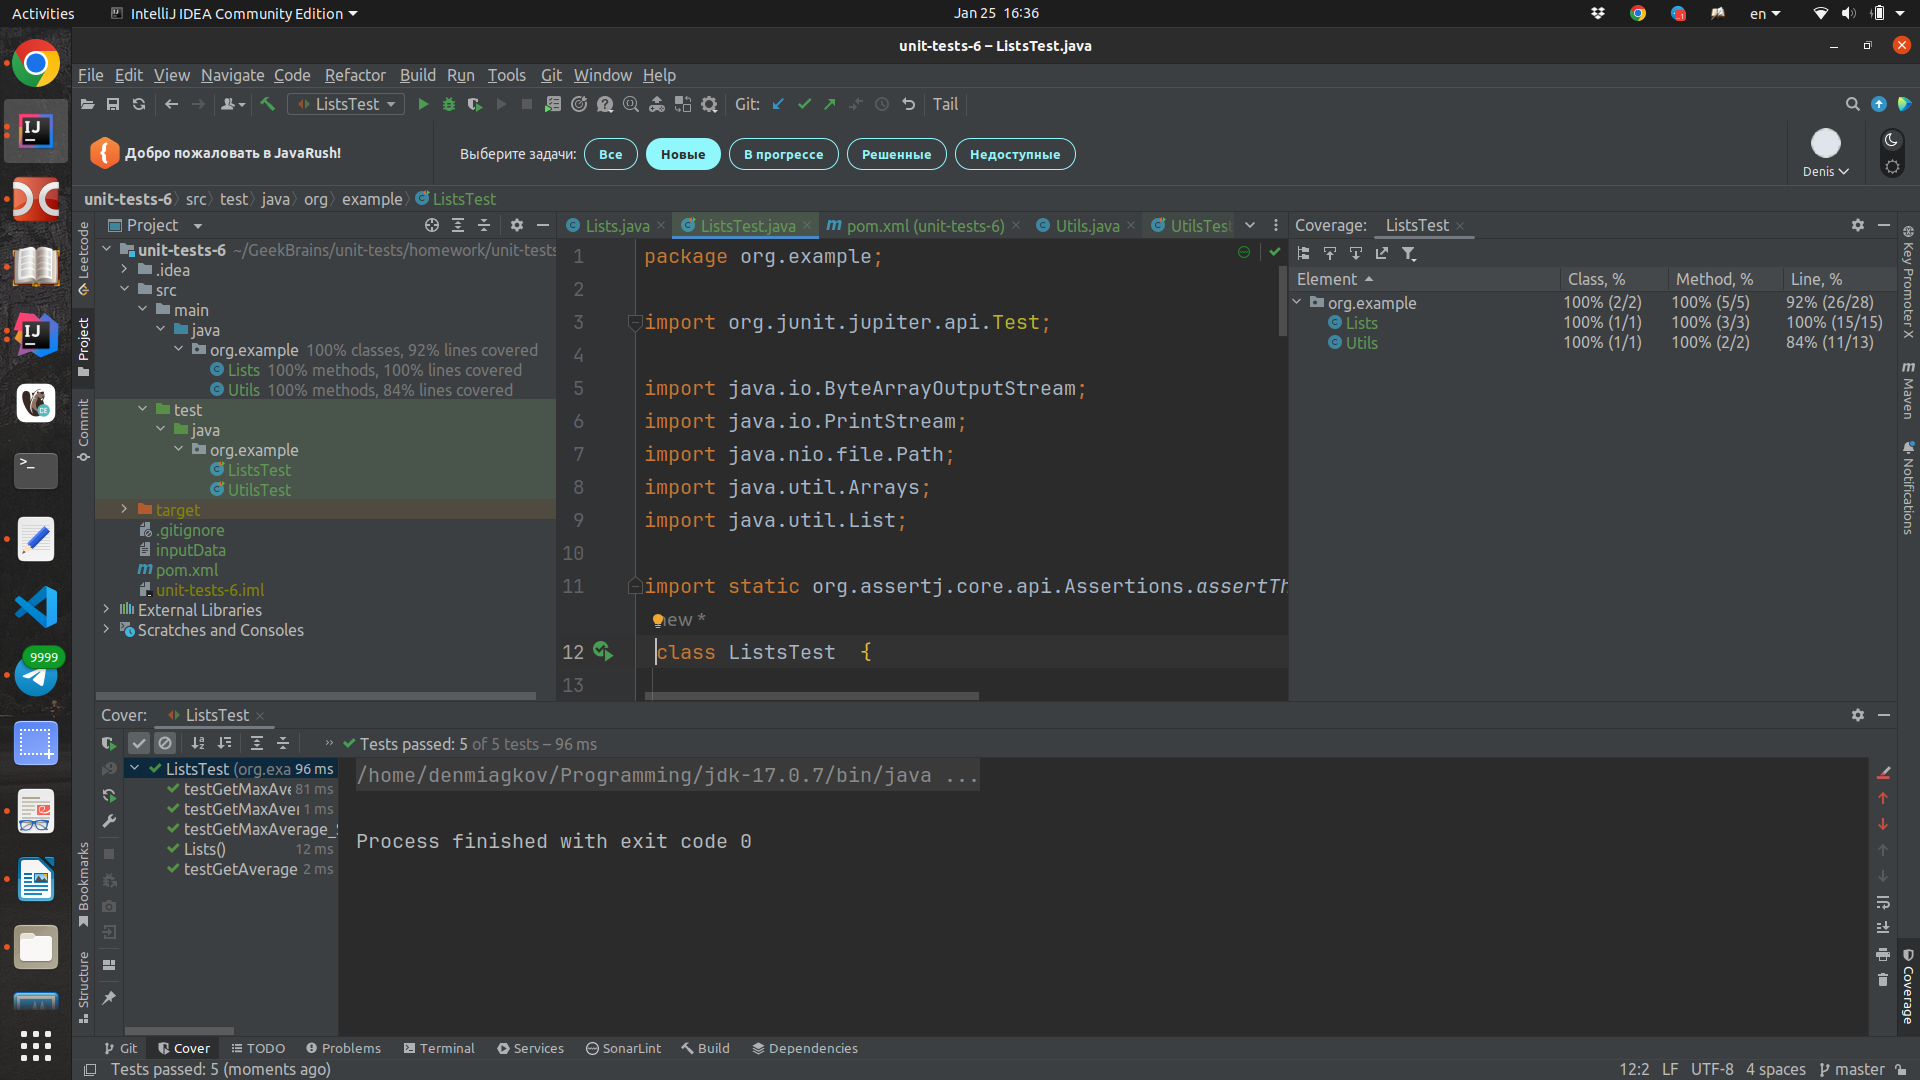 Activities
IntelliJ IDEA Community Edition
Jan 25 16:36
en
unit-tests-6 – ListsTest.java
File Edit View Navigate Code Refactor Build Run Tools Git Window Help
ListsTest
Git:
Tail
Добро пожаловать в JavaRush!
Выберите задачи: Все Новые В прогрессе Решенные Недоступные
Denis
unit-tests-6 src test java org example ListsTest
Project
Lists.java
ListsTest.java
pom.xml (unit-tests-6)
Utils.java
UtilsTest
Coverage: ListsTest
unit-tests-6 ~/GeekBrains/unit-tests/homework/unit-tests
.idea
src
main
java
org.example 100% classes, 92% lines covered
Lists 100% methods, 100% lines covered
Utils 100% methods, 84% lines covered
test
java
org.example
ListsTest
UtilsTest
target
.gitignore
inputData
pom.xml
unit-tests-6.iml
External Libraries
Scratches and Consoles
1 package org.example;
2
3 import org.junit.jupiter.api.Test;
4
5 import java.io.ByteArrayOutputStream;
6 import java.io.PrintStream;
7 import java.nio.file.Path;
8 import java.util.Arrays;
9 import java.util.List;
10
11 import static org.assertj.core.api.Assertions.assertTh
new *
12 class ListsTest {
13
Element Class, % Method, % Line, %
org.example 100% (2/2) 100% (5/5) 92% (26/28)
Lists 100% (1/1) 100% (3/3) 100% (15/15)
Utils 100% (1/1) 100% (2/2) 84% (11/13)
Leetcode
Project
Commit
Bookmarks
Structure
Key Promoter X
Maven
Notifications
Coverage
9999
Cover: ListsTest
Tests passed: 5 of 5 tests – 96 ms
ListsTest (org.exa 96 ms
testGetMaxAve 81 ms
testGetMaxAver 1 ms
testGetMaxAverage_
Lists() 12 ms
testGetAverage 2 ms
/home/denmiagkov/Programming/jdk-17.0.7/bin/java ...
Process finished with exit code 0
Git Cover TODO Problems Terminal Services SonarLint Build Dependencies
Tests passed: 5 (moments ago)
12:2 LF UTF-8 4 spaces master